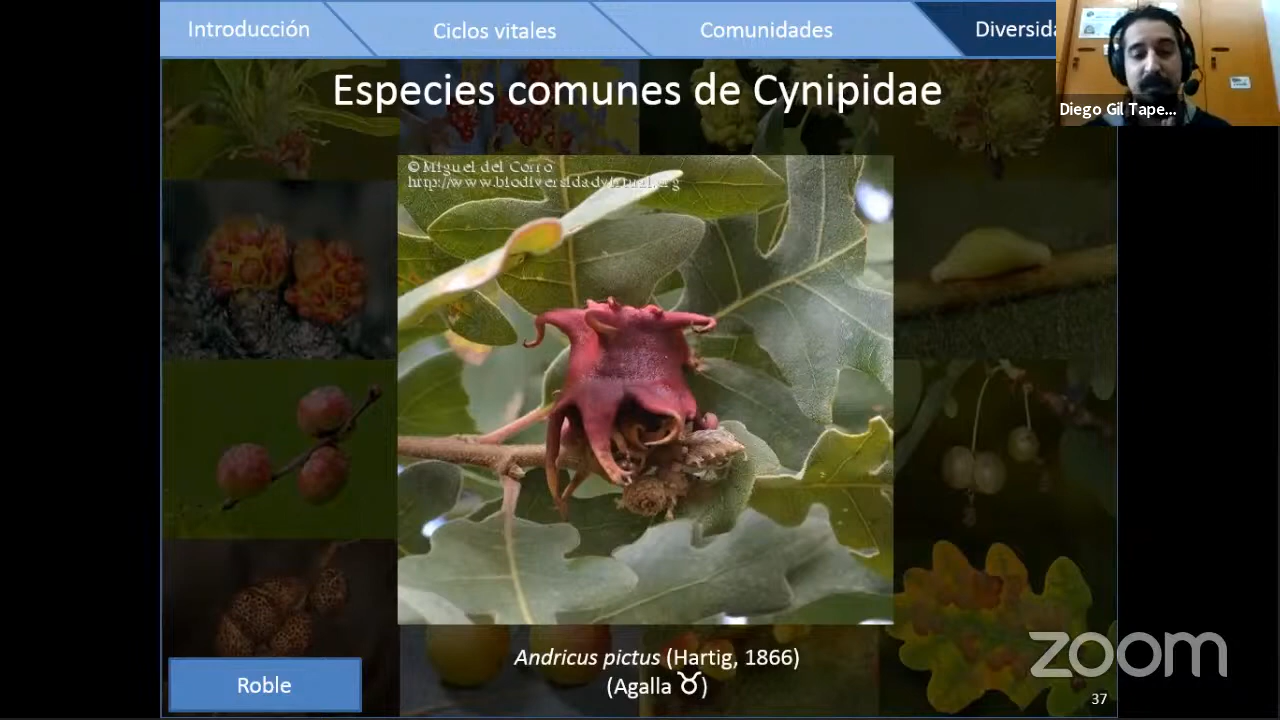 Introducción
Ciclos vitales
Comunidades
Diversida
Especies comunes de Cynipidae
Diego Gil Tape...
©Miguel del Corro
http://www.biodiversidadvirtual.org
Andricus pictus (Hartig, 1866)
(Agalla ♉)
Roble
zoom
37